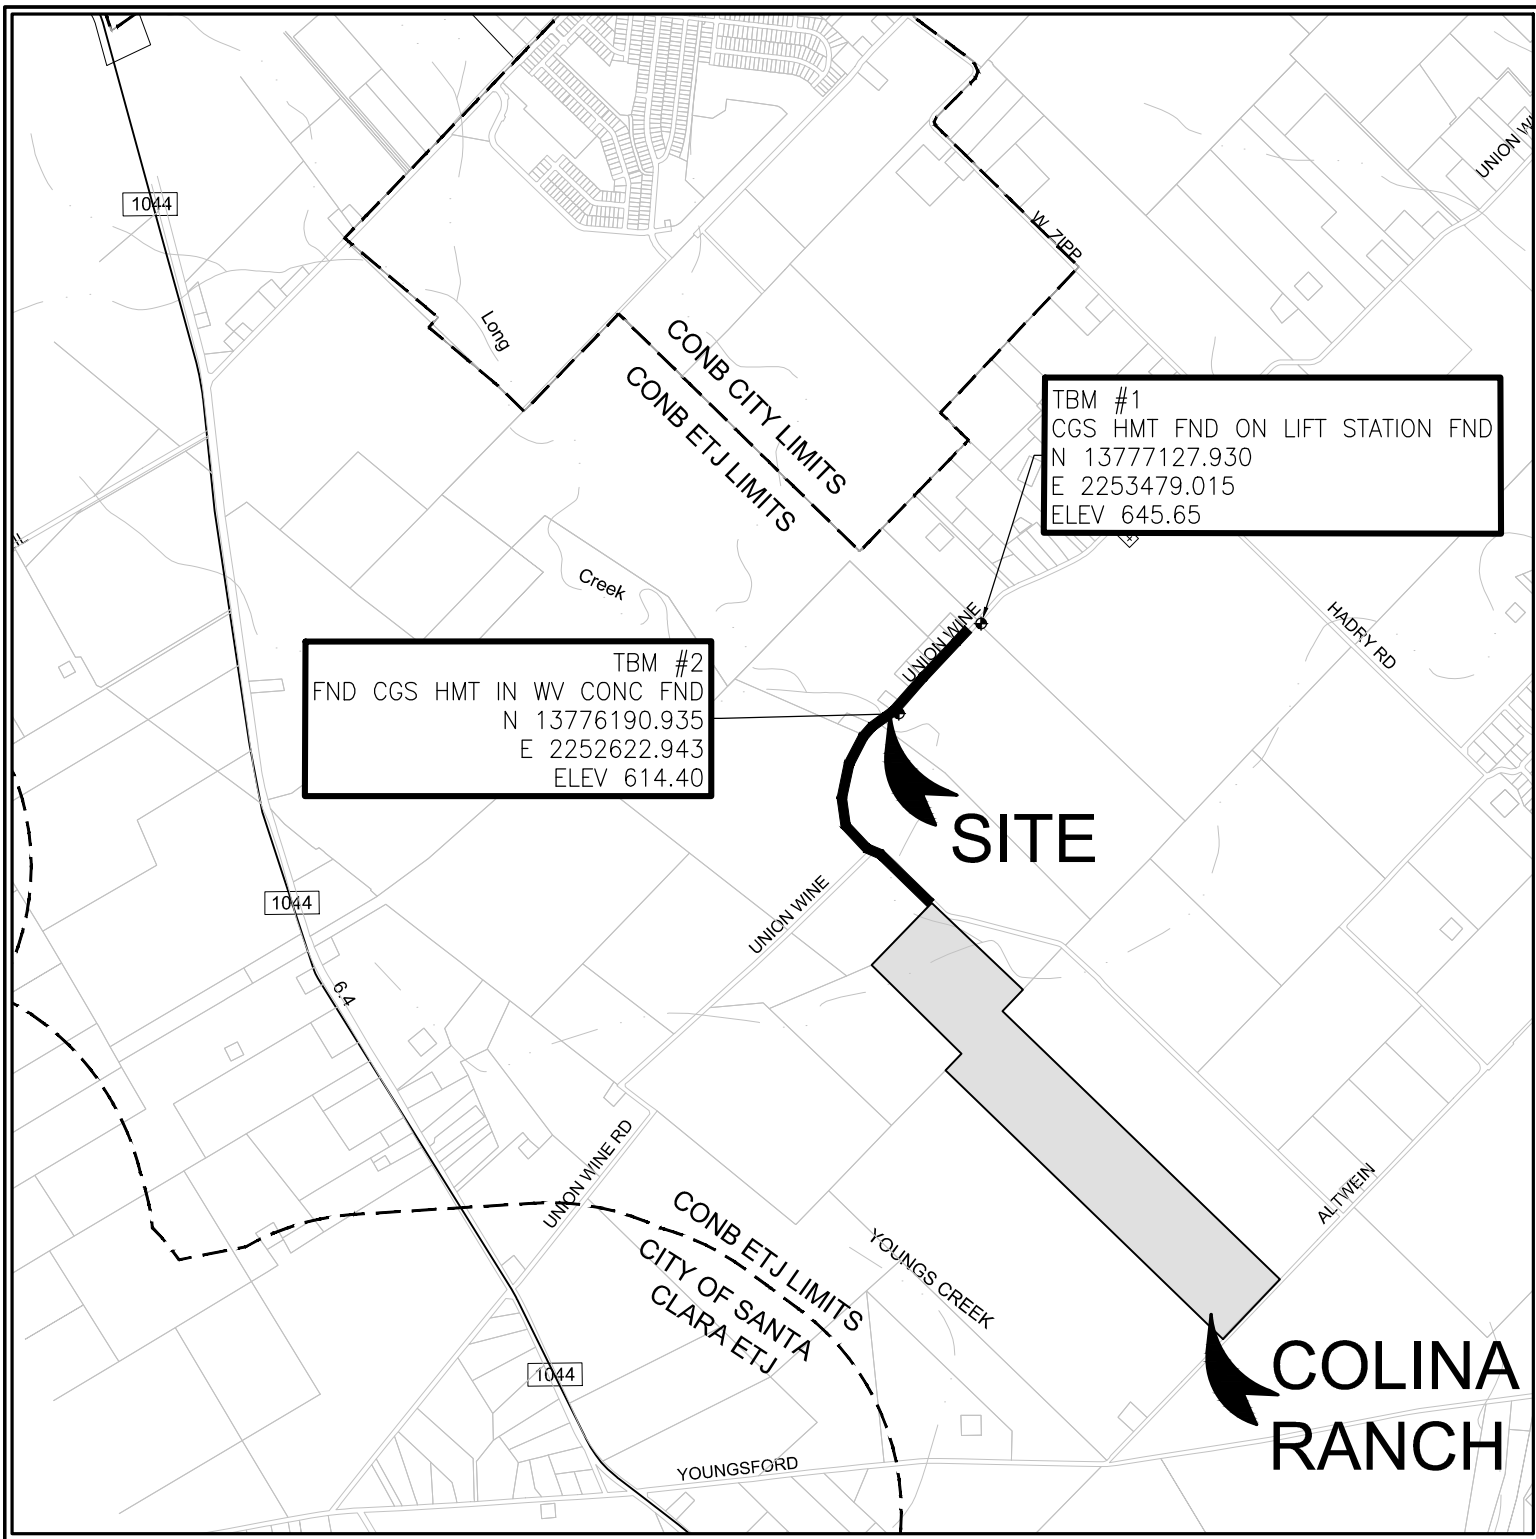 1044
UNION WI
W. ZIPP
Long
CONB CITY LIMITS
CONB ETJ LIMITS
TBM #1
CGS HMT FND ON LIFT STATION FND
N 13777127.930
E 2253479.015
ELEV 645.65
Creek
UNION WINE
HADRY RD
TBM #2
FND CGS HMT IN WV CONC FND
N 13776190.935
E 2252622.943
ELEV 614.40
SITE
1044
UNION WINE
6.4
UNION WINE RD
ALTWEIN
CONB ETJ LIMITS
CITY OF SANTA
CLARA ETJ
YOUNGS CREEK
COLINA
RANCH
1044
YOUNGSFORD